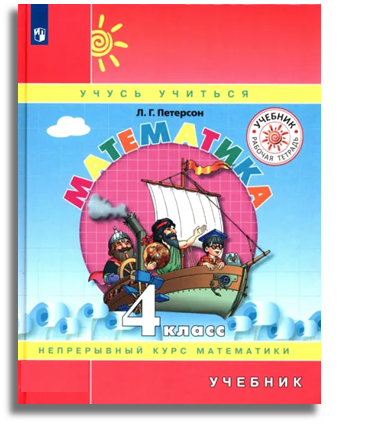 УЧУСЬ УЧИТЬСЯ
Л. Г. Петерсон
УЧЕБНИК
РАБОЧАЯ ТЕТРАДЬ
МАТЕМАТИКА
4 класс
НЕПРЕРЫВНЫЙ КУРС МАТЕМАТИКИ
УЧЕБНИК